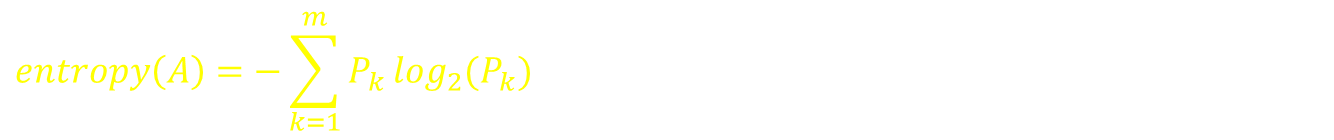 entropy(A) = − ∑_{k=1}^{m} P_k log_2(P_k)